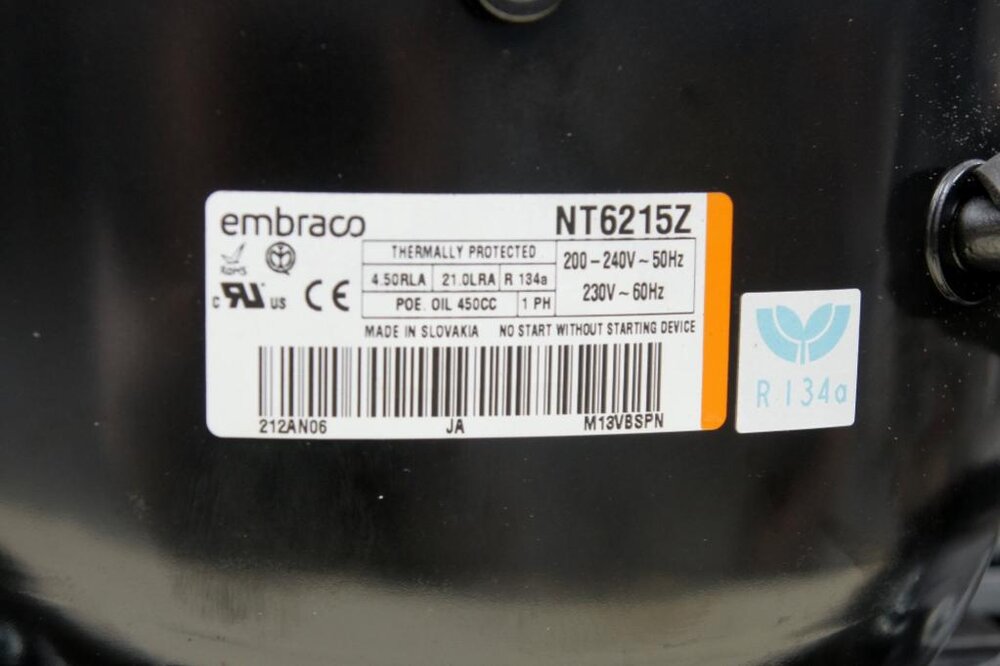 embraco NT6215Z
THERMALLY PROTECTED
200-240V~50Hz
4.50RLA 21.0LRA R 134a
230V~60Hz
POE. OIL 450CC 1 PH
RoHS
c RU US CE
MADE IN SLOVAKIA NO START WITHOUT STARTING DEVICE
212AN06 JA M13VBSPN
R 134a